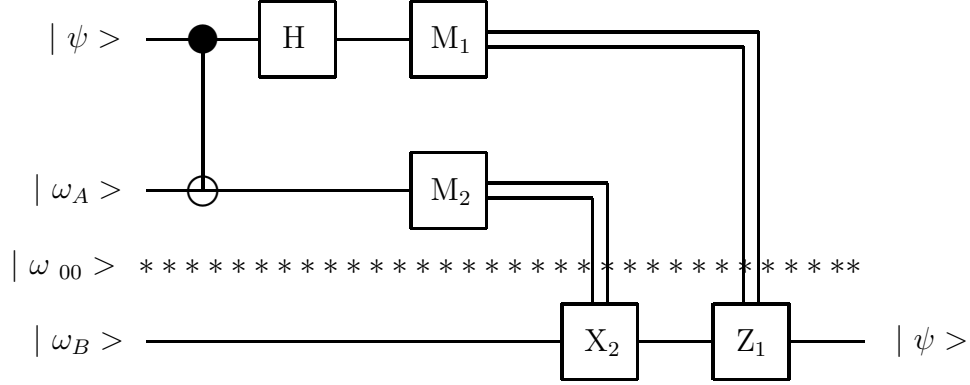 | ψ > H M₁
| ω_A > M₂
| ω ₀₀ > * * * * * * * * * * * * * * * * * * * * * * * * * * * * * * **
| ω_B > X₂ Z₁ | ψ >